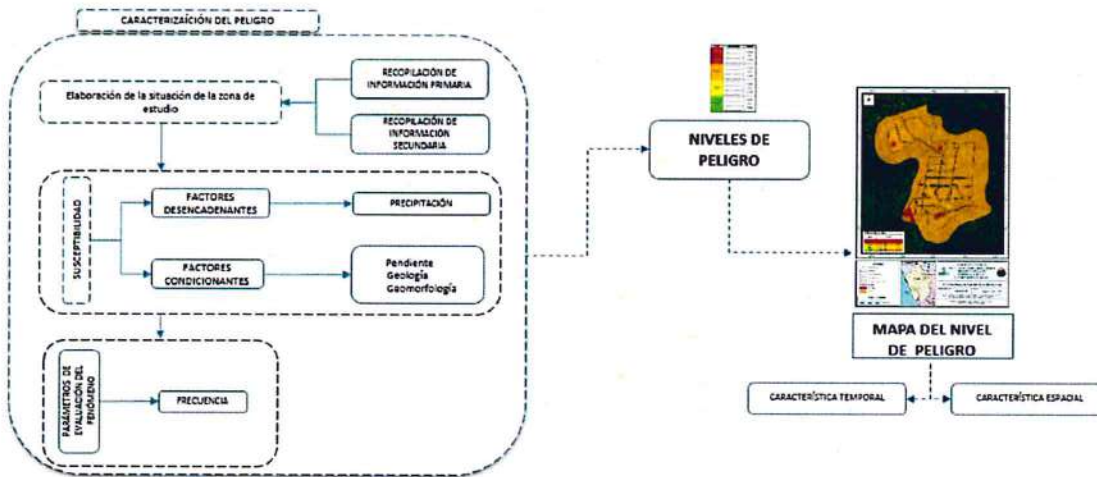 CARACTERIZAÍCIÓN DEL PELIGRO
RECOPILACIÓN DE
INFORMACIÓN PRIMARIA
Elaboración de la situación de la zona de
estudio
RECOPILACIÓN DE
INFORMACIÓN
SECUNDARIA
SUSCEPTIBILIDAD
FACTORES
DESENCADENANTES
PRECIPITACIÓN
FACTORES
CONDICIONANTES
Pendiente
Geología
Gaomorfología
PARÁMETROS DE
EVALUACIÓN DEL
FENÓMENO
FRECUENCIA
NIVELES DE
PELIGRO
MAPA DEL NIVEL
DE PELIGRO
CARACTERÍSTICA TEMPORAL
CARACTERÍSTICA ESPACIAL